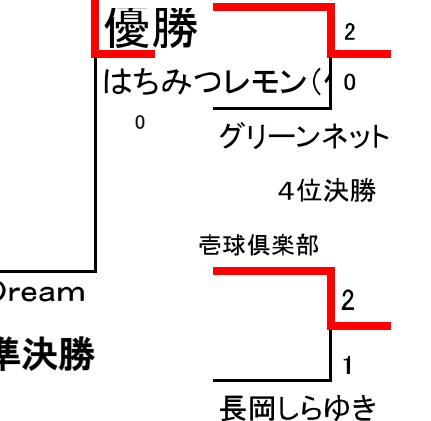 優勝
2
はちみつレモン(
0
0
グリーンネット
4位決勝
壱球倶楽部
Dream
2
準決勝
1
長岡しらゆき